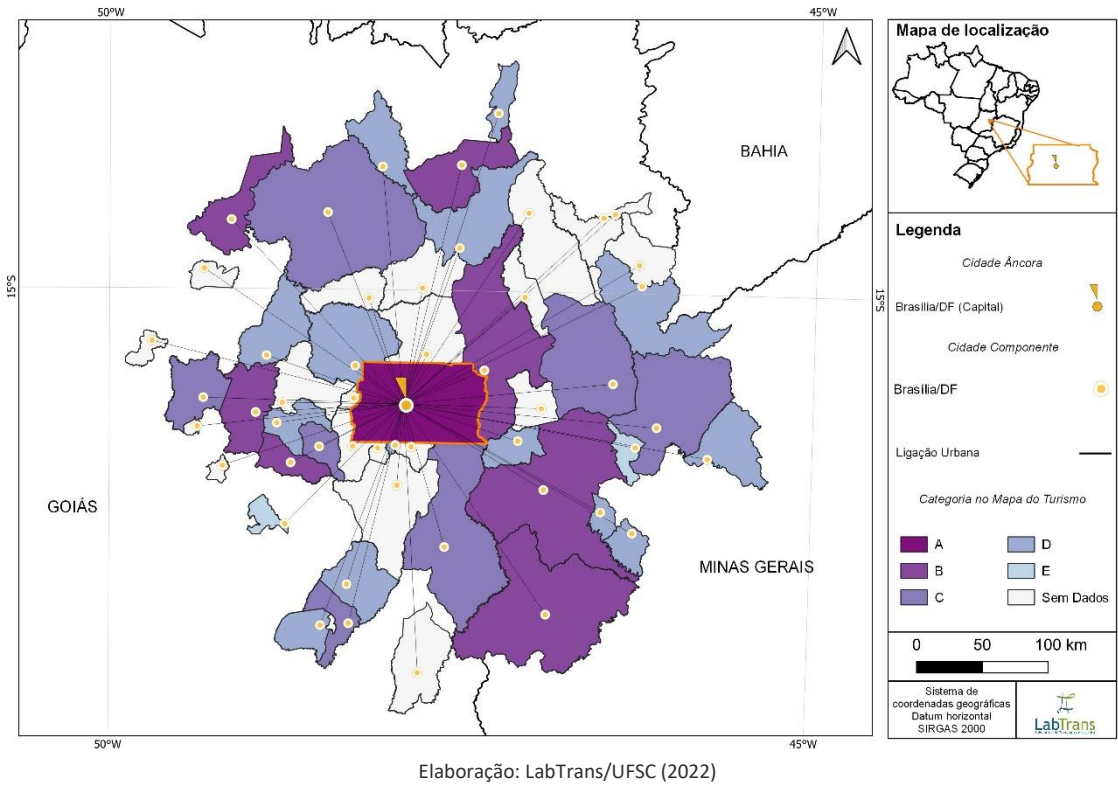 50°W
45°W
15°S
15°S
BAHIA
GOIÁS
MINAS GERAIS
50°W
45°W
Mapa de localização
Legenda
Cidade Âncora
Brasília/DF (Capital)
Cidade Componente
Brasília/DF
Ligação Urbana
Categoria no Mapa do Turismo
A
D
B
E
C
Sem Dados
0 50 100 km
Sistema de
coordenadas geográficas
Datum horizontal
SIRGAS 2000
LabTrans
Elaboração: LabTrans/UFSC (2022)